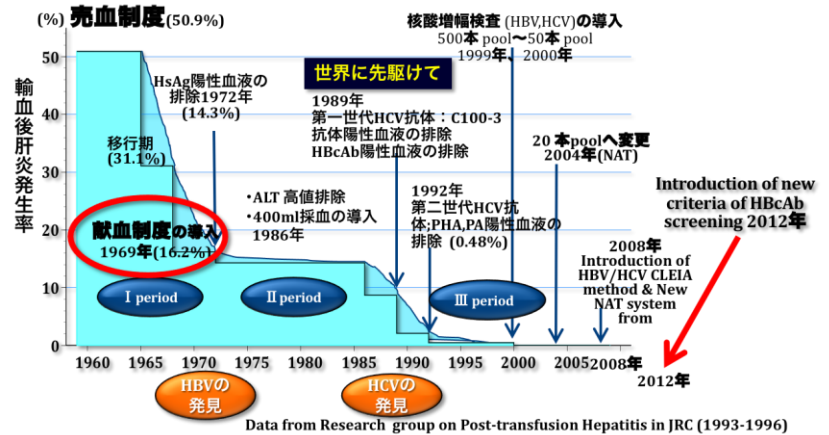 (%) 売血制度(50.9%)
核酸増幅検査 (HBV,HCV)の導入
500本 pool〜50本 pool
1999年、2000年
輸血後肝炎発生率
50
40
30
20
10
0
HsAg陽性血液の
排除1972年
(14.3%)
世界に先駆けて
1989年
第一世代HCV抗体：C100-3
抗体陽性血液の排除
HBcAb陽性血液の排除
移行期
(31.1%)
20 本poolへ変更
2004年(NAT)
・ALT 高値排除
・400ml採血の導入
1986年
1992年
第二世代HCV抗
体;PHA,PA陽性血液の
排除 (0.48%)
Introduction of new
criteria of HBcAb
screening 2012年
献血制度の導入
1969年(16.2%)
2008年
Introduction of
HBV/HCV CLEIA
method & New
NAT system
from
I period
II period
III period
1960 1965 1970 1975 1980 1985 1990 1995 2000 2005 2008年
2012年
HBVの
発見
HCVの
発見
Data from Research group on Post-transfusion Hepatitis in JRC (1993-1996)